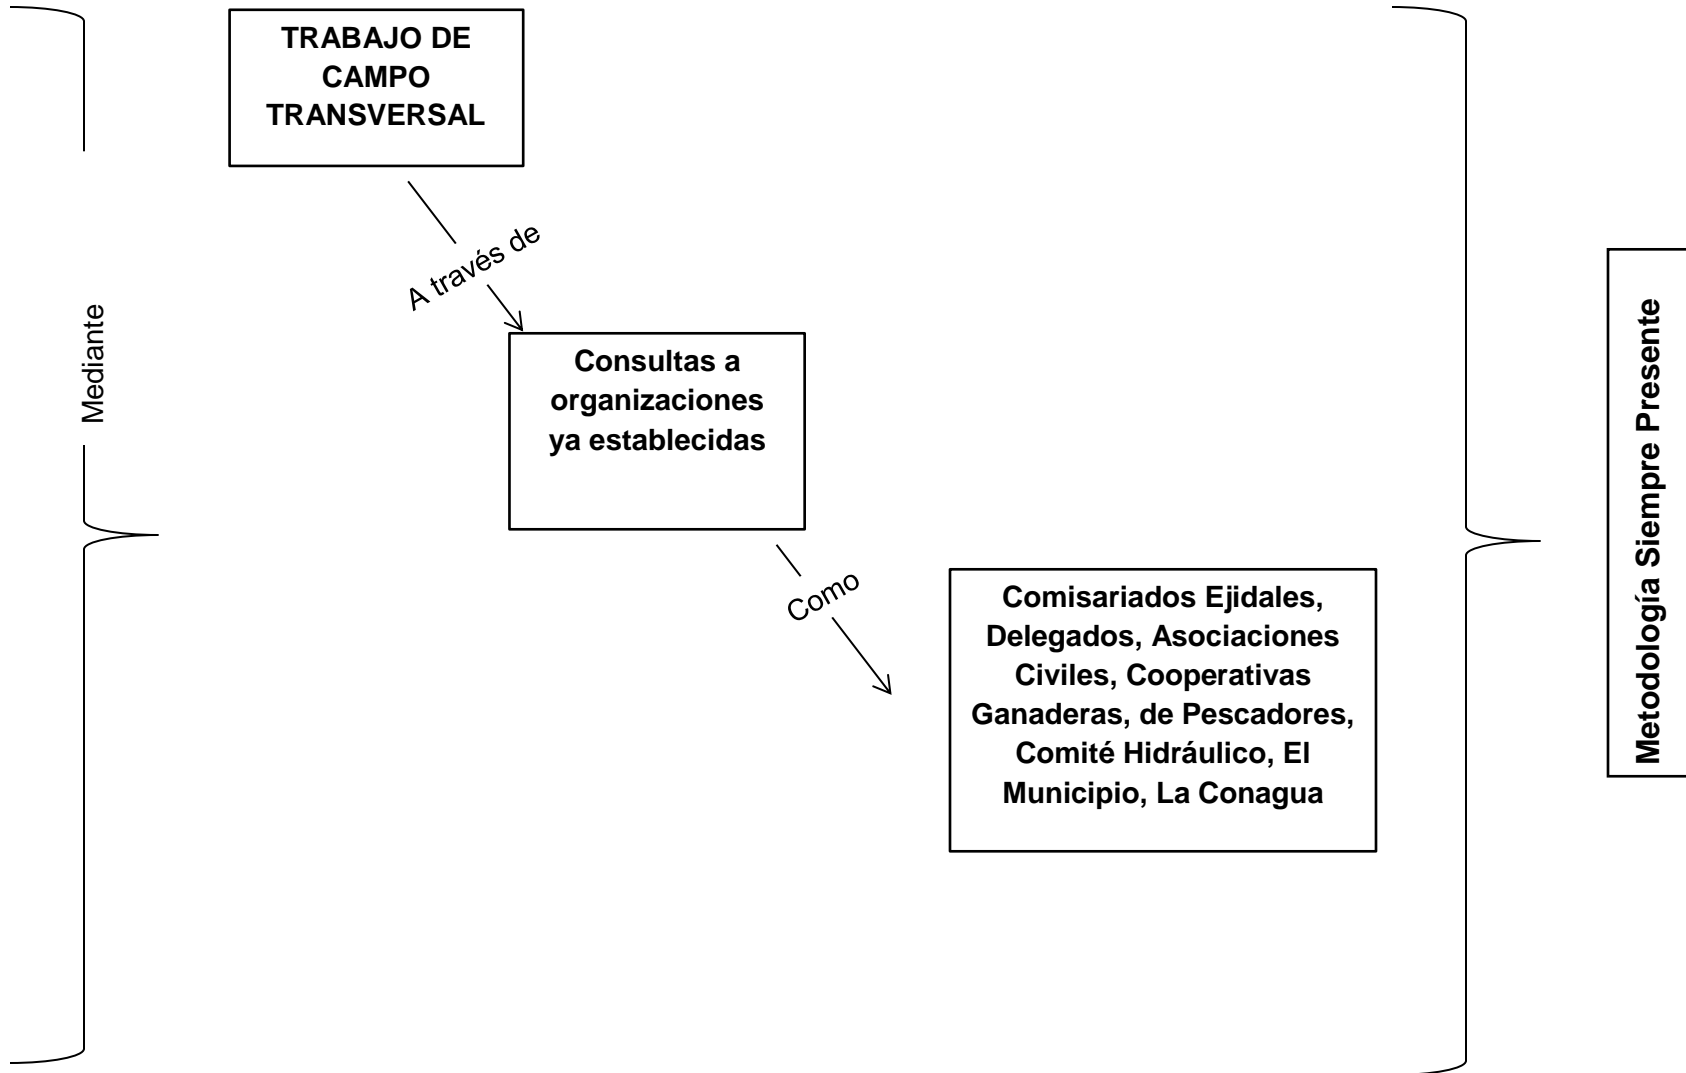 Mediante
TRABAJO DE
CAMPO
TRANSVERSAL
A través de
Consultas a
organizaciones
ya establecidas
Como
Comisariados Ejidales,
Delegados, Asociaciones
Civiles, Cooperativas
Ganaderas, de Pescadores,
Comité Hidráulico, El
Municipio, La Conagua
Metodología Siempre Presente